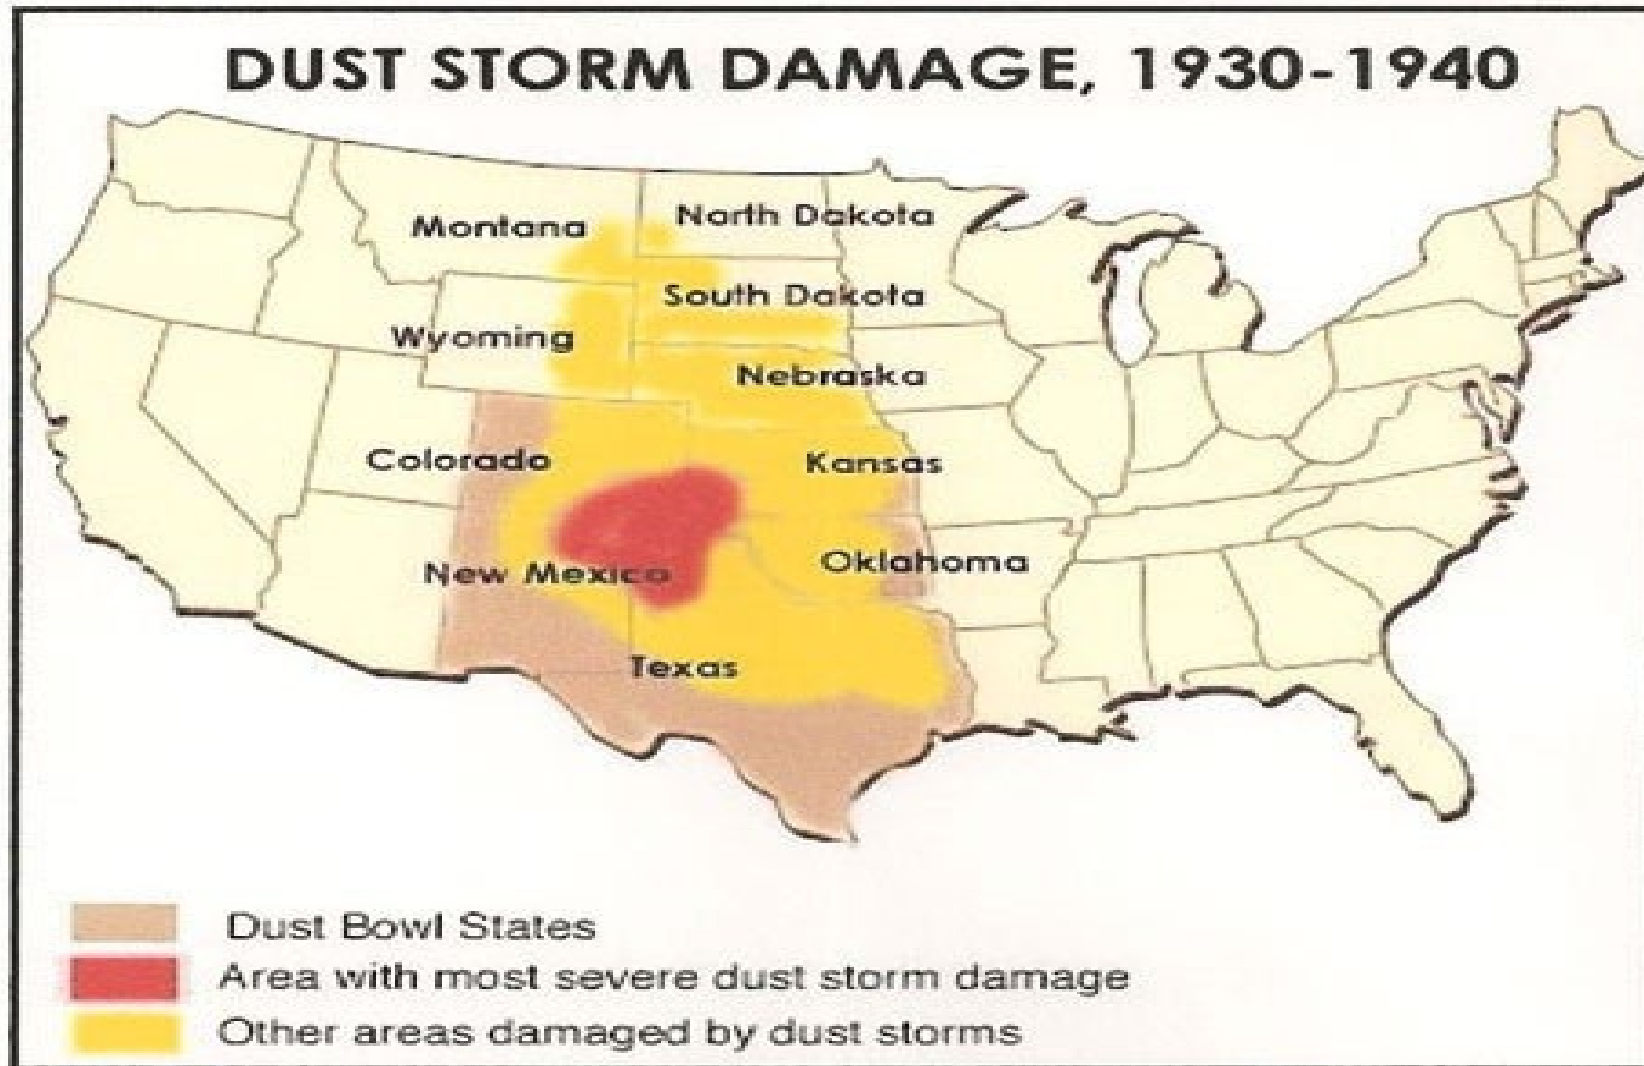 DUST STORM DAMAGE, 1930-1940
Montana
North Dakota
South Dakota
Wyoming
Nebraska
Colorado
Kansas
New Mexico
Oklahoma
Texas
Dust Bowl States
Area with most severe dust storm damage
Other areas damaged by dust storms